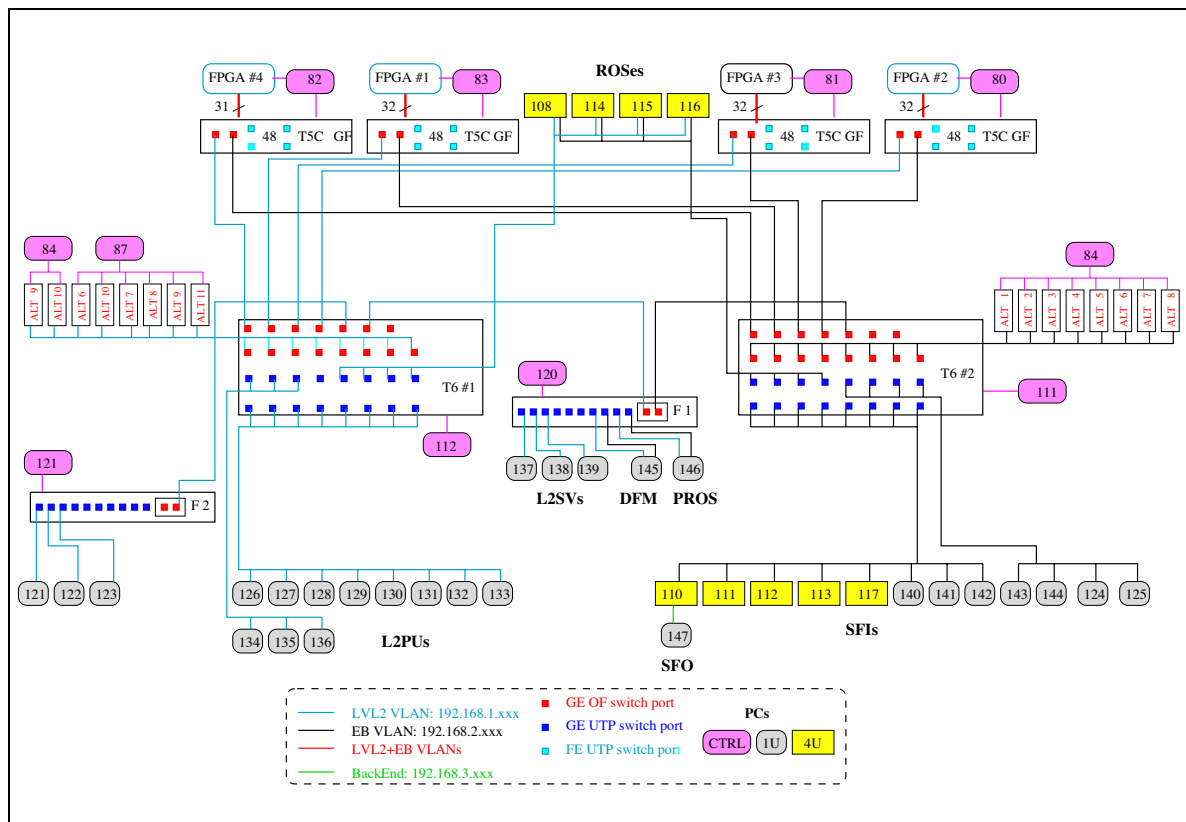 FPGA #4
82
FPGA #1
83
ROSes
FPGA #3
81
FPGA #2
80
31
32
108
114
115
116
32
32
48
T5C GF
48
T5C GF
48
T5C GF
48
T5C GF
84
87
84
ALT 9
ALT 10
ALT 6
ALT 10
ALT 7
ALT 8
ALT 9
ALT 11
ALT 1
ALT 2
ALT 3
ALT 4
ALT 5
ALT 6
ALT 7
ALT 8
T6 #1
120
T6 #2
111
F 1
112
121
137
138
139
145
146
L2SVs
DFM
PROS
F 2
121
122
123
126
127
128
129
130
131
132
133
110
111
112
113
117
140
141
142
143
144
124
125
134
135
136
L2PUs
147
SFIs
SFO
LVL2 VLAN: 192.168.1.xxx
EB VLAN: 192.168.2.xxx
LVL2+EB VLANs
BackEnd: 192.168.3.xxx
GE OF switch port
GE UTP switch port
FE UTP switch port
PCs
CTRL
1U
4U